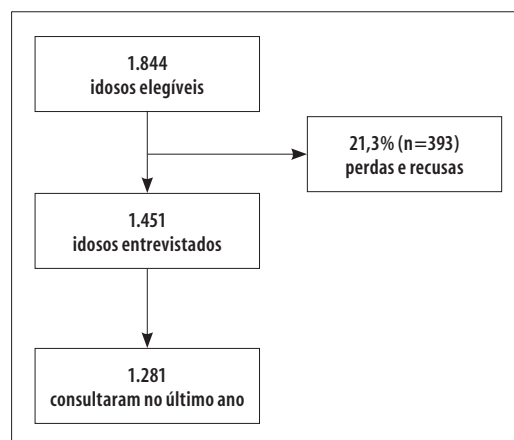 1.844
idosos elegíveis
21,3% (n=393)
perdas e recusas
1.451
idosos entrevistados
1.281
consultaram no último ano